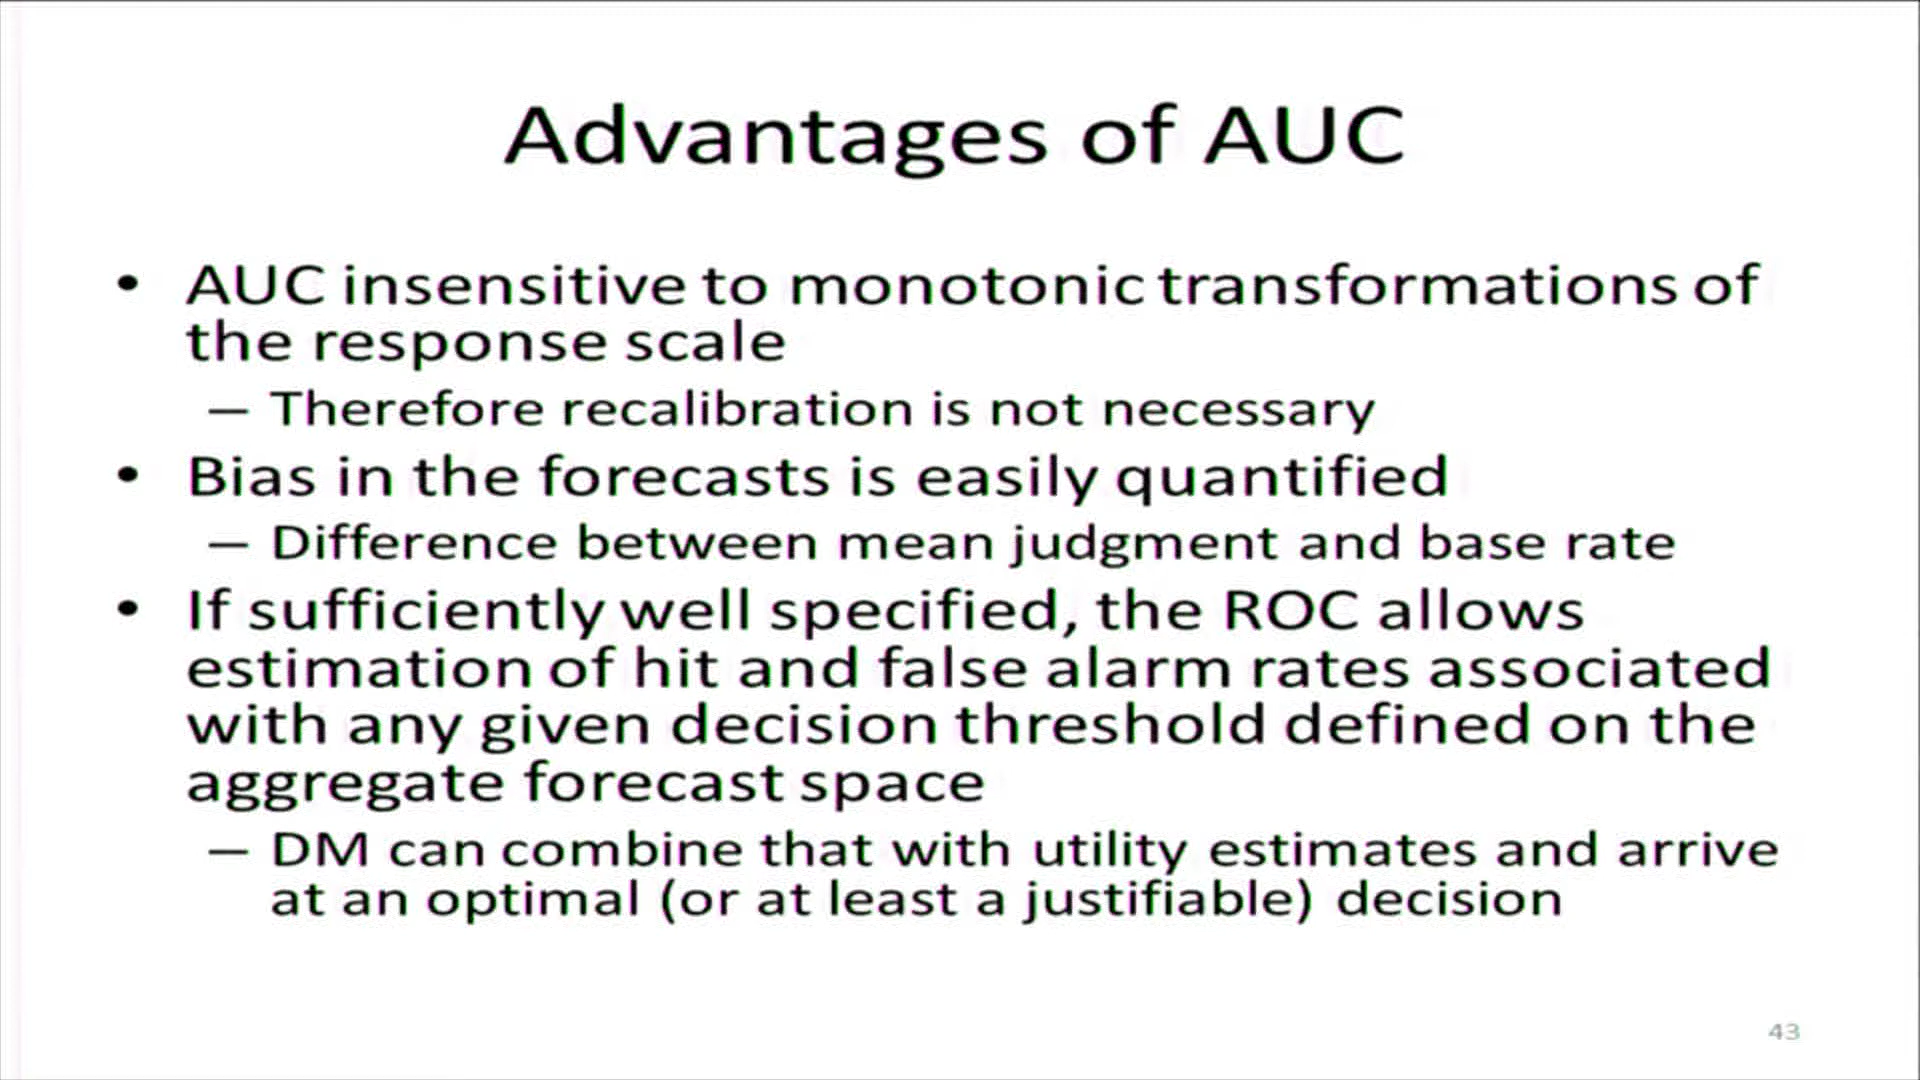 Advantages of AUC
• AUC insensitive to monotonic transformations of
the response scale
– Therefore recalibration is not necessary
• Bias in the forecasts is easily quantified
– Difference between mean judgment and base rate
• If sufficiently well specified, the ROC allows
estimation of hit and false alarm rates associated
with any given decision threshold defined on the
aggregate forecast space
– DM can combine that with utility estimates and arrive
at an optimal (or at least a justifiable) decision
43